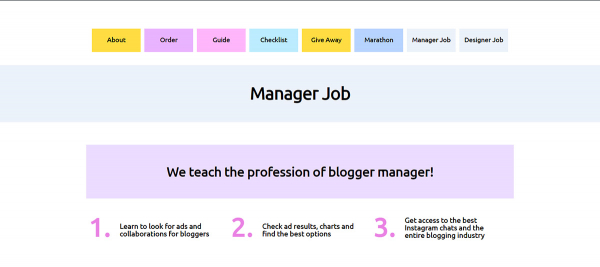 About Order Guide Checklist Give Away Marathon Manager Job Designer Job
Manager Job
We teach the profession of blogger manager!
1. Learn to look for ads and
collaborations for bloggers
2. Check ad results, charts and
find the best options
3. Get access to the best
Instagram chats and the
entire blogging industry